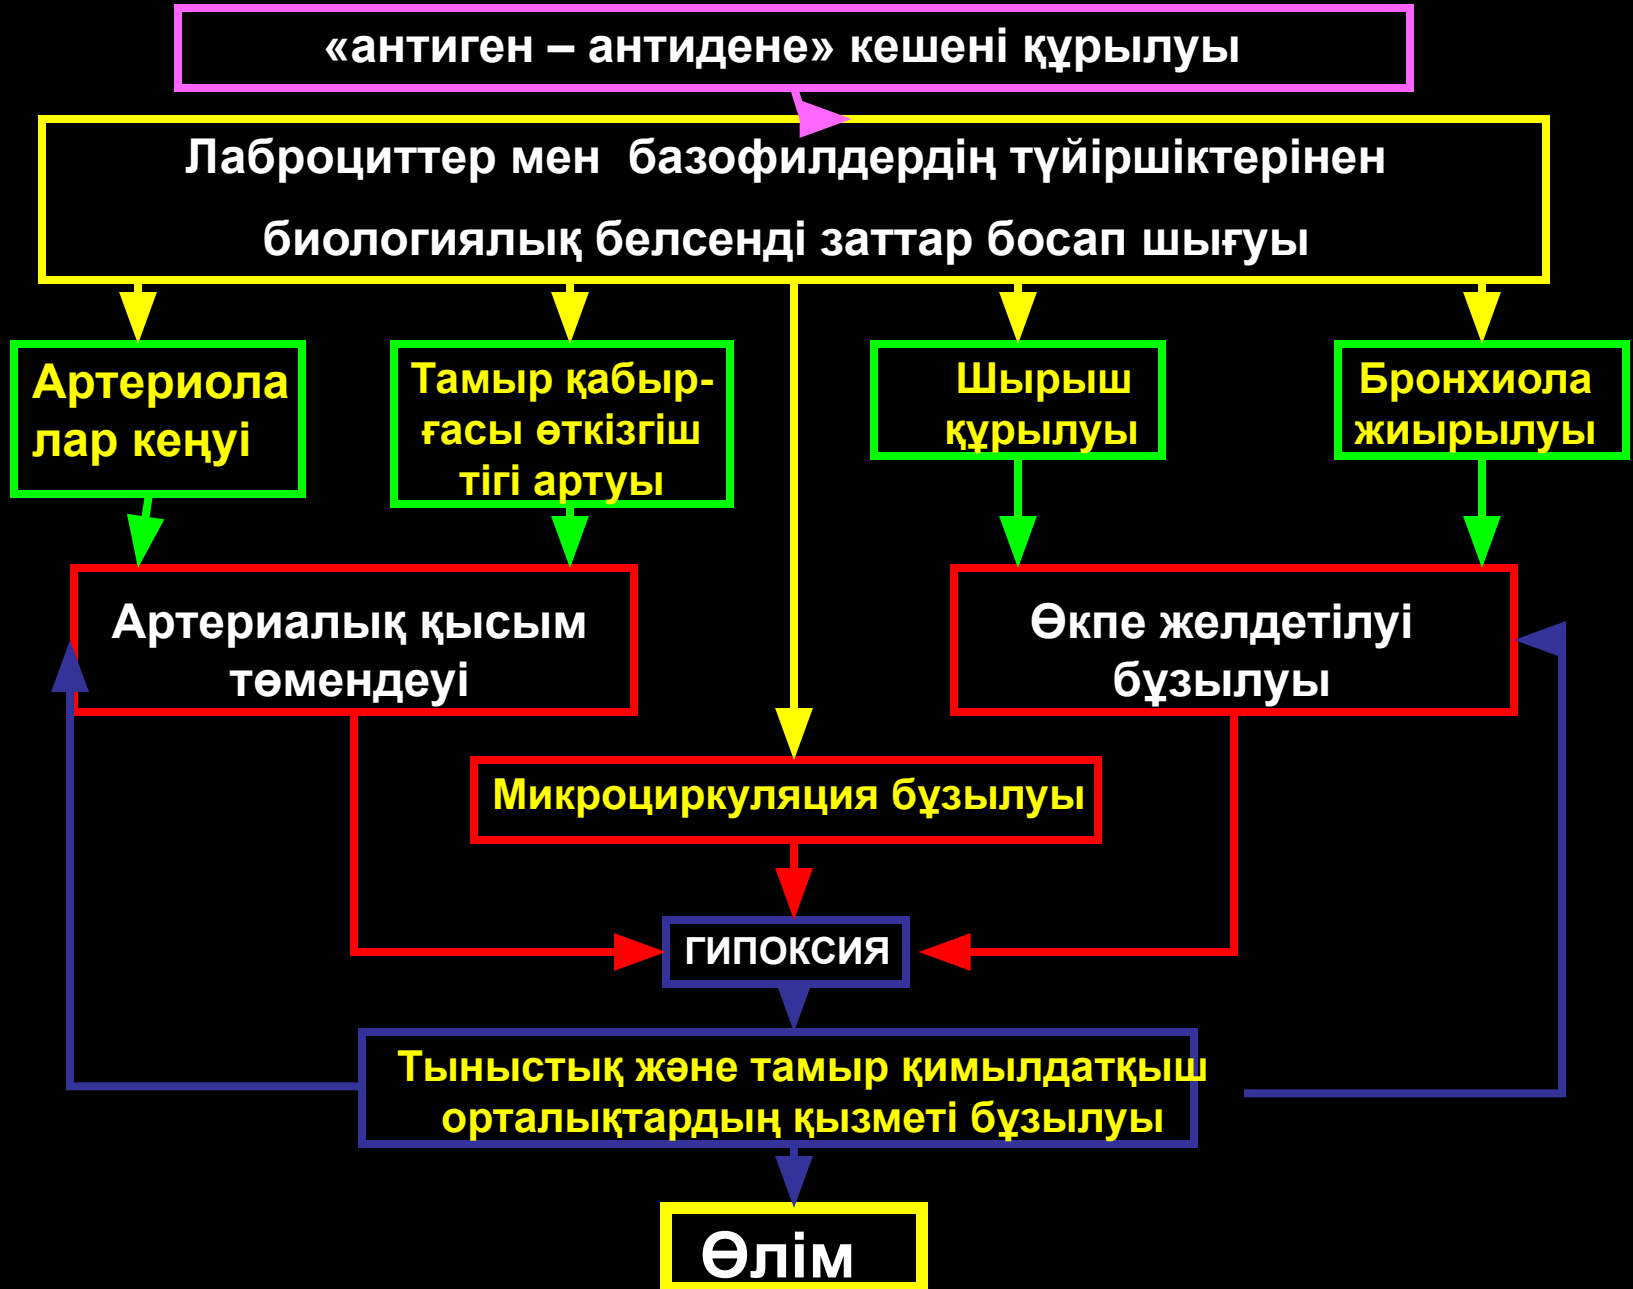 «антиген – антидене» кешені құрылуы
Лаброциттер мен базофилдердің түйіршіктерінен
биологиялық белсенді заттар босап шығуы
Артериола
лар кеңуі
Тамыр қабыр-
ғасы өткізгіш
тігі артуы
Шырыш
құрылуы
Бронхиола
жиырылуы
Артериалық қысым
төмендеуі
Өкпе желдетілуі
бұзылуы
Микроциркуляция бұзылуы
ГИПОКСИЯ
Тыныстық және тамыр қимылдатқыш
орталықтардың қызметі бұзылуы
Өлім